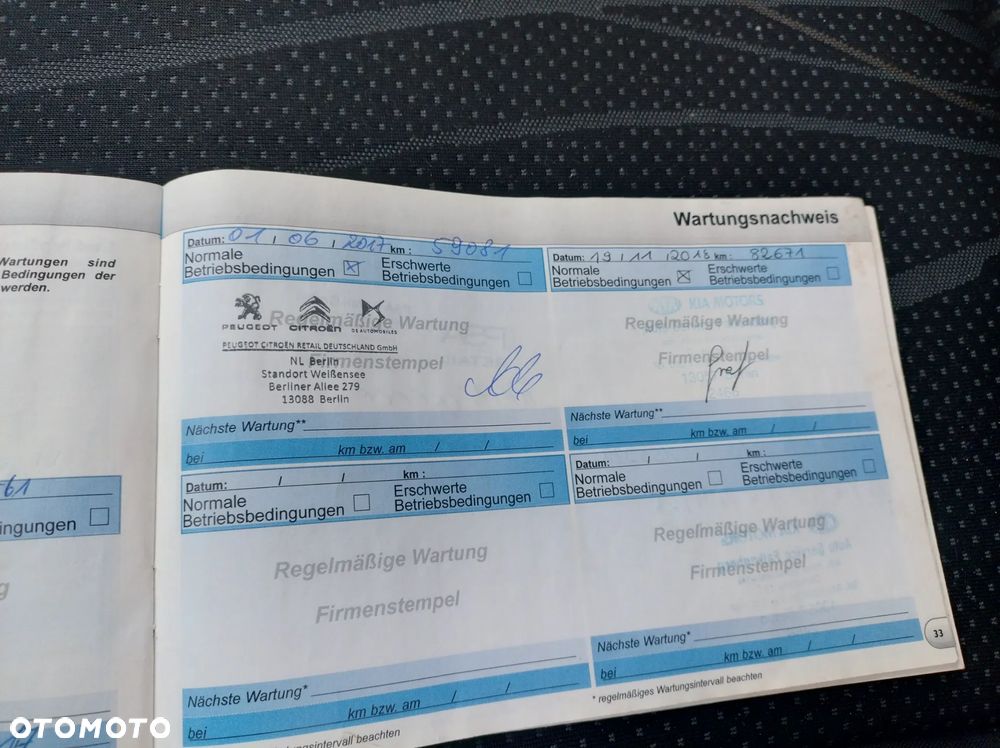 Wartungsnachweis
Wartungen sind
Bedingungen der
werden.
61
ingungen
Datum: 01 / 06 / 2017 km : 59081
Normale
Betriebsbedingungen
Erschwerte
Betriebsbedingungen
PEUGEOT CITROËN DS AUTOMOBILES
Regelmäßige Wartung
PEUGEOT CITROEN RETAIL DEUTSCHLAND GmbH
Firmenstempel
NL Berlin
Standort Weißensee
Berliner Allee 279
13088 Berlin
Nächste Wartung**
bei km bzw. am / /
Datum: 19 / 11 / 2018 km : 82671
Normale
Betriebsbedingungen
Erschwerte
Betriebsbedingungen
KIA MOTORS
Regelmäßige Wartung
Firmenstempel
Nächste Wartung**
bei km bzw. am / /
Datum: / / km :
Normale
Betriebsbedingungen
Erschwerte
Betriebsbedingungen
Regelmäßige Wartung
Firmenstempel
Nächste Wartung*
bei km bzw. am / /
Datum: / / km :
Normale
Betriebsbedingungen
Erschwerte
Betriebsbedingungen
Regelmäßige Wartung
Firmenstempel
Nächste Wartung*
bei km bzw. am / /
* regelmäßiges Wartungsintervall beachten
Wartungsintervall beachten
33
OTOMOTO